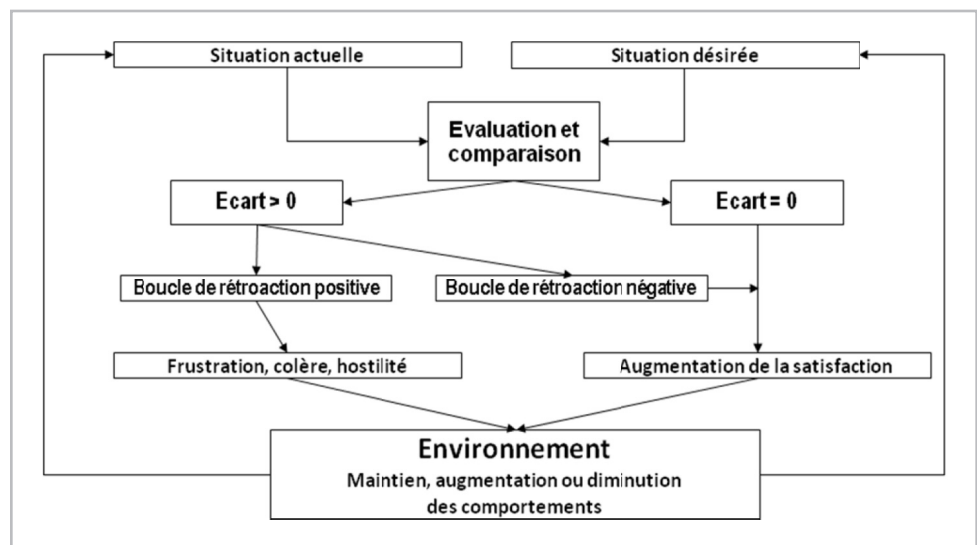 Situation actuelle
Situation désirée
Evaluation et
comparaison
Ecart > 0
Ecart = 0
Boucle de rétroaction positive
Boucle de rétroaction négative
Frustration, colère, hostilité
Augmentation de la satisfaction
Environnement
Maintien, augmentation ou diminution
des comportements